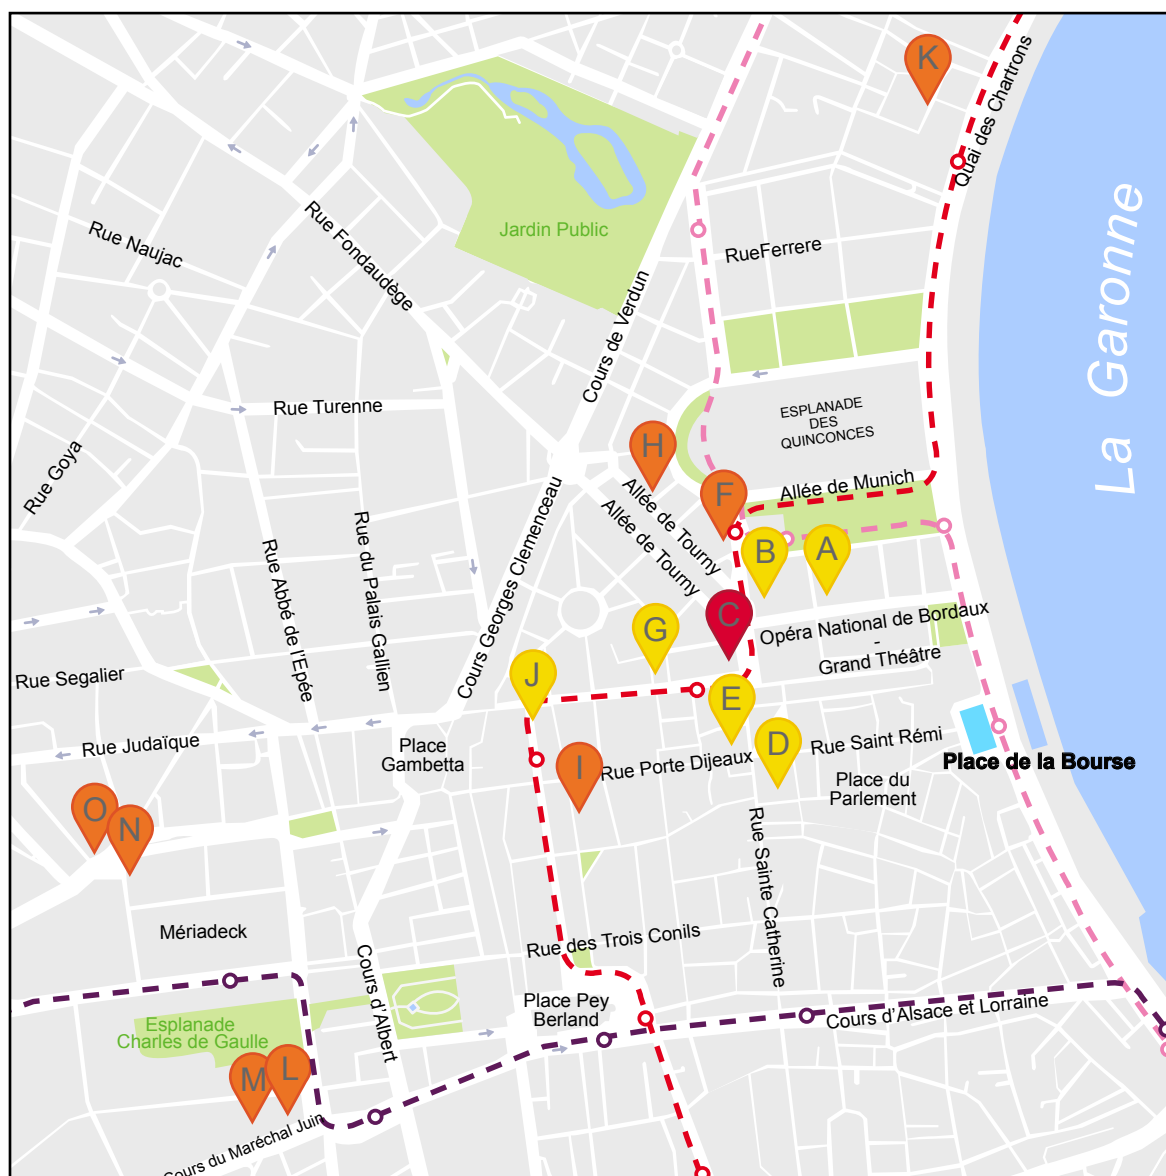 K
Quai des Chartrons
La Garonne
Jardin Public
Rue Naujac
Rue Fondaudège
RueFerrere
Cours de Verdun
Rue Turenne
ESPLANADE
DES
QUINCONCES
Rue Goya
H
F
Allée de Munich
Allée de Tourny
Allée de Tourny
B
A
Cours Georges Clemenceau
Rue du Palais Gallien
Rue Abbé de l'Epée
C
G
Opéra National de Bordaux
-
Grand Théâtre
Rue Segalier
J
E
D
Rue Judaïque
Place
Gambetta
Rue Saint Rémi
Place de la Bourse
I
Rue Porte Dijeaux
Place du
Parlement
O
N
Rue Sainte Catherine
Mériadeck
Rue des Trois Conils
Cours d'Albert
Place Pey
Berland
Cours d'Alsace et Lorraine
Esplanade
Charles de Gaulle
M
L
Cours du Maréchal Juin